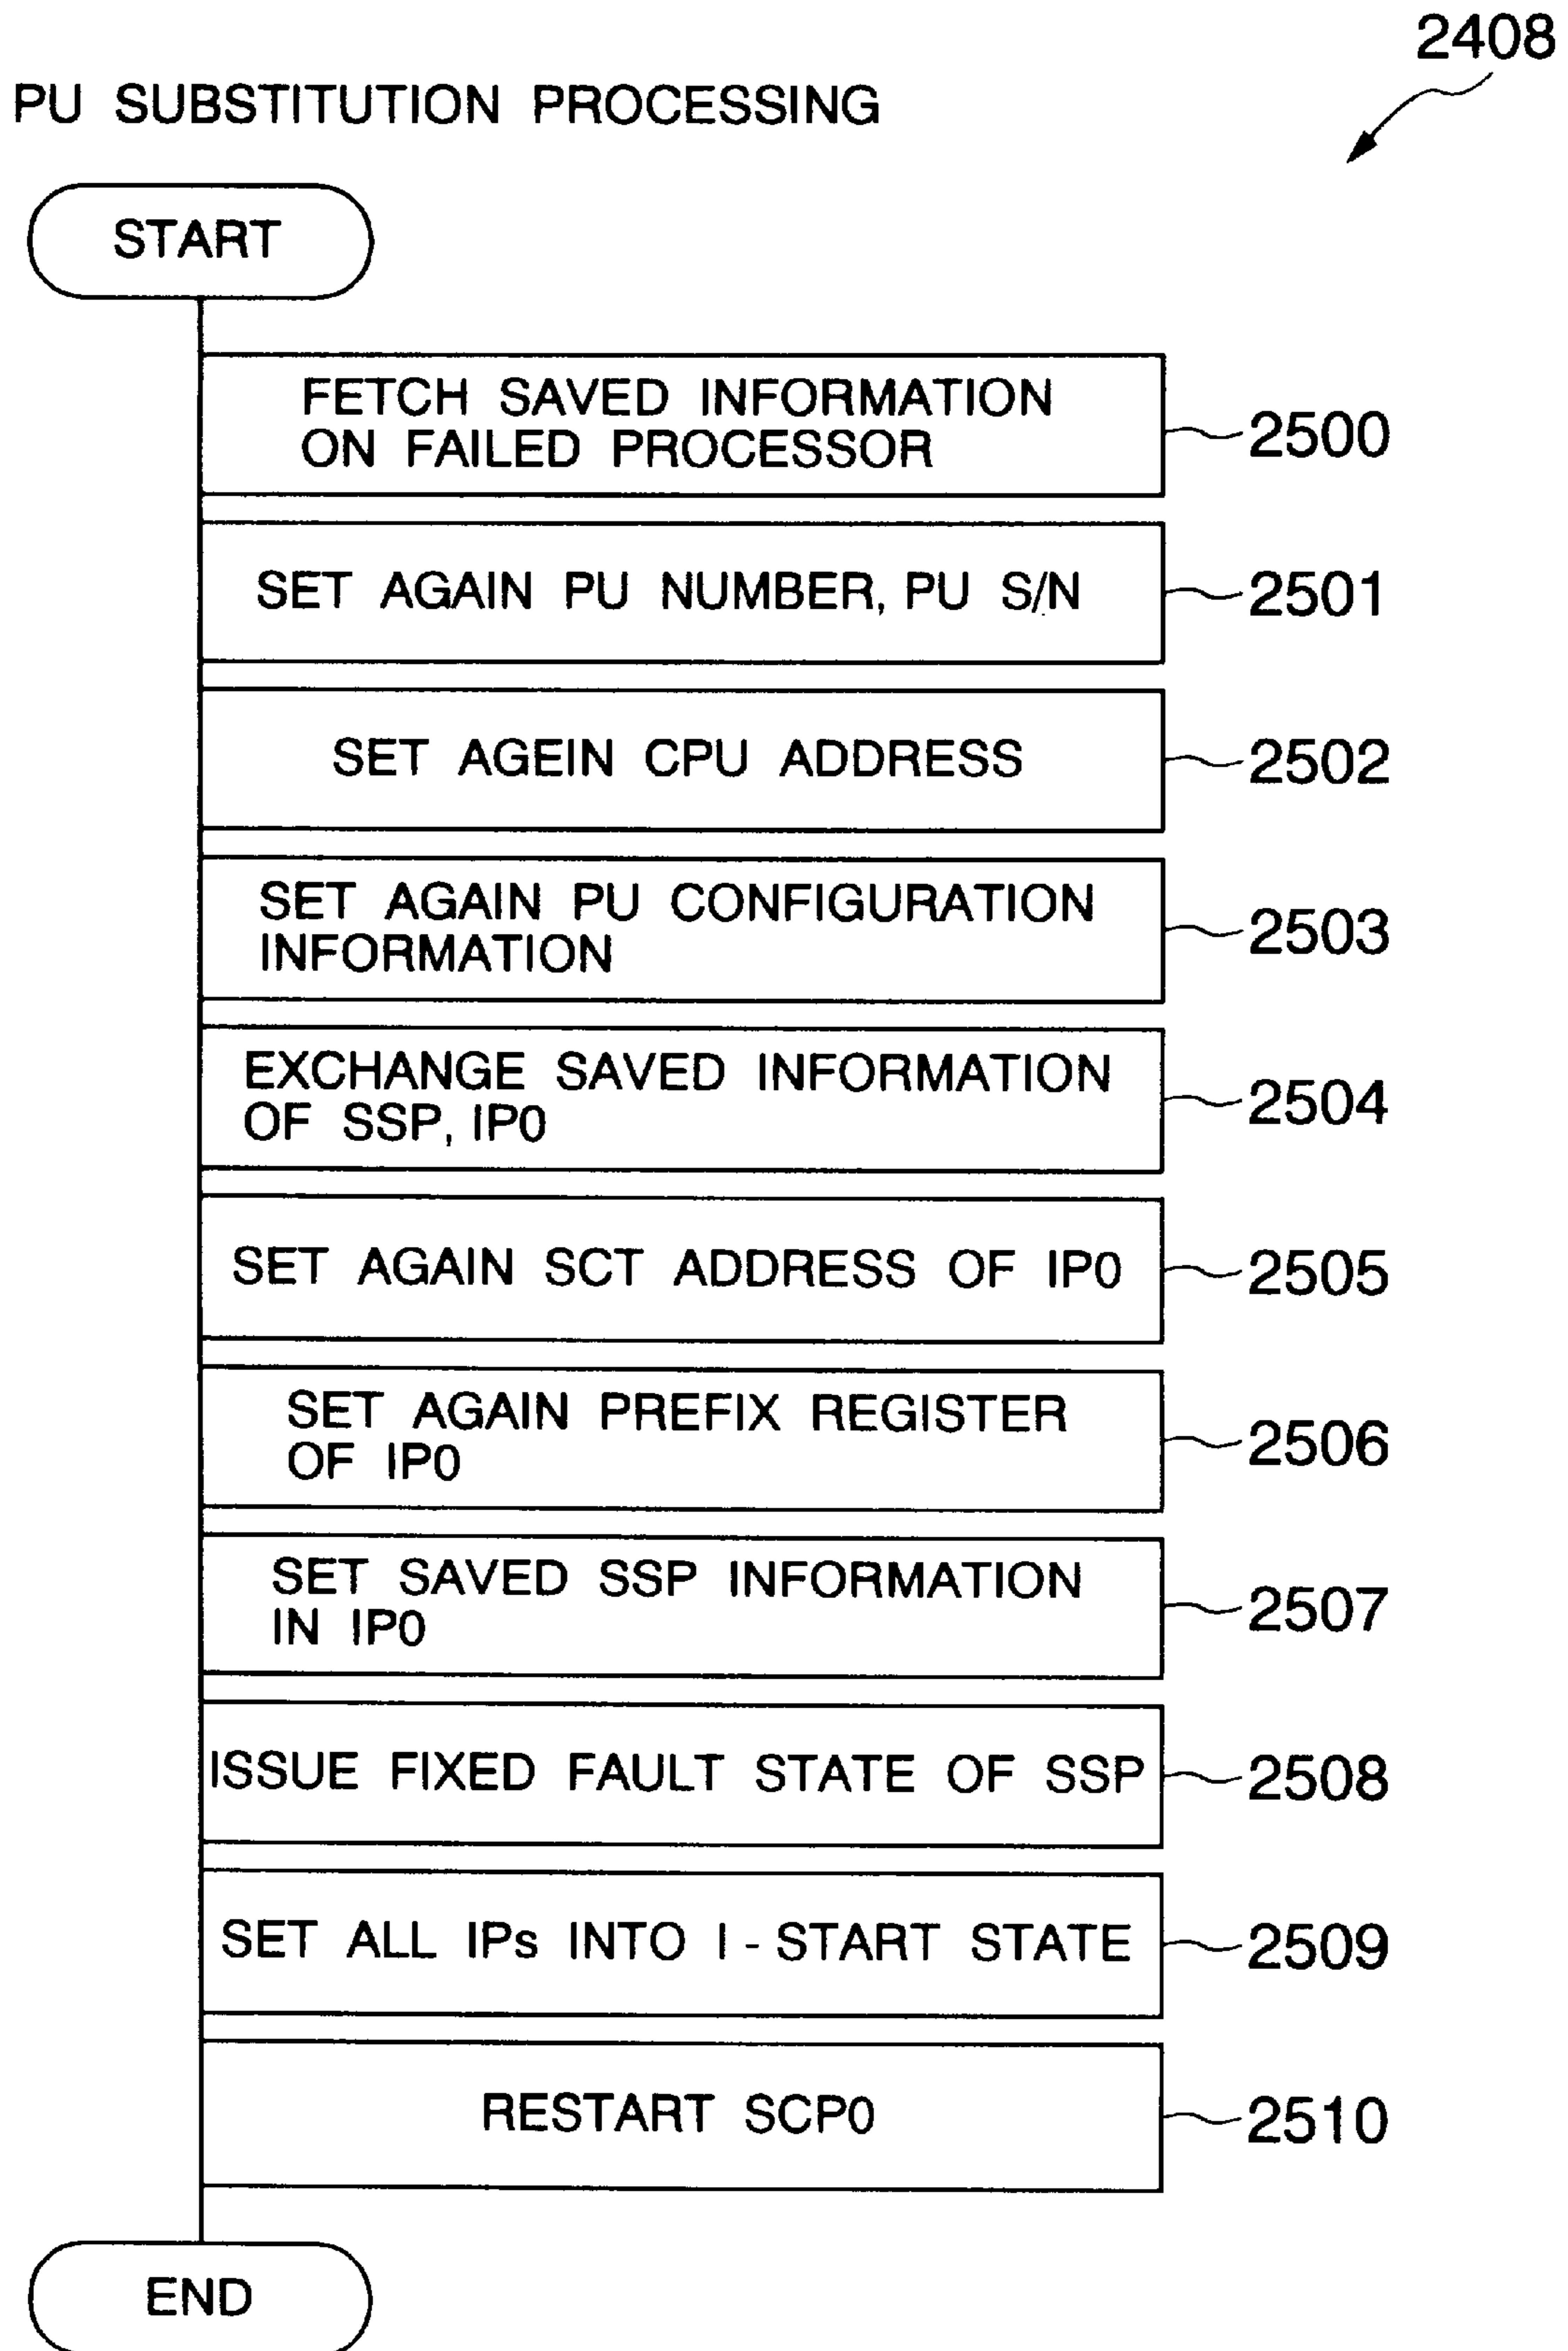 2408
PU SUBSTITUTION PROCESSING
START
FETCH SAVED INFORMATION
ON FAILED PROCESSOR
2500
SET AGAIN PU NUMBER, PU S/N
2501
SET AGEIN CPU ADDRESS
2502
SET AGAIN PU CONFIGURATION
INFORMATION
2503
EXCHANGE SAVED INFORMATION
OF SSP, IP0
2504
SET AGAIN SCT ADDRESS OF IP0
2505
SET AGAIN PREFIX REGISTER
OF IP0
2506
SET SAVED SSP INFORMATION
IN IP0
2507
ISSUE FIXED FAULT STATE OF SSP
2508
SET ALL IPs INTO I - START STATE
2509
RESTART SCP0
2510
END